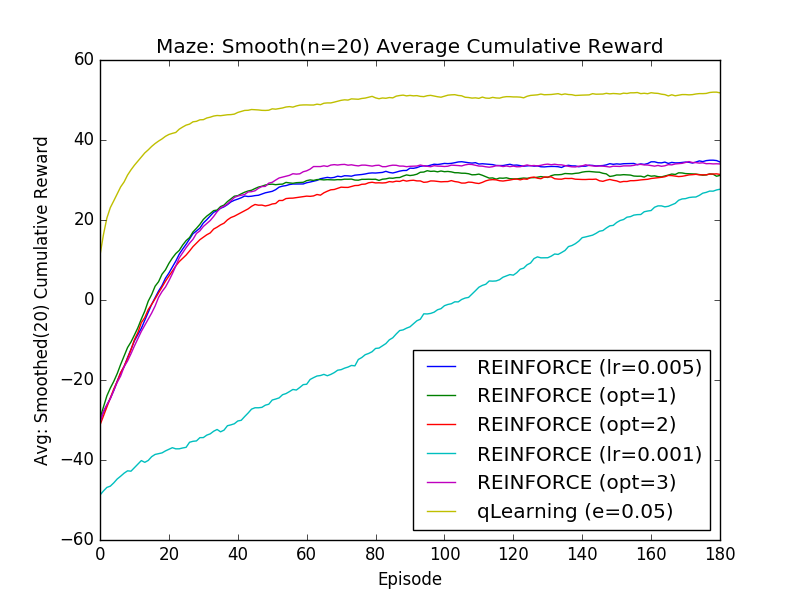 Maze: Smooth(n=20) Average Cumulative Reward
Avg: Smoothed(20) Cumulative Reward
60
40
20
0
−20
−40
−60
REINFORCE (lr=0.005)
REINFORCE (opt=1)
REINFORCE (opt=2)
REINFORCE (lr=0.001)
REINFORCE (opt=3)
qLearning (e=0.05)
0 20 40 60 80 100 120 140 160 180
Episode